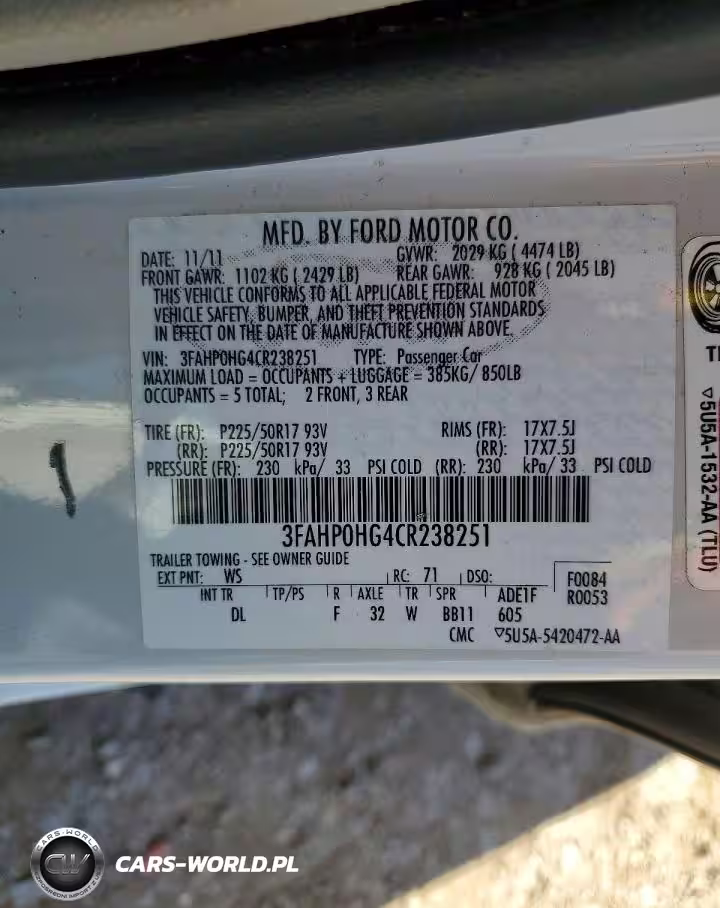 MFD. BY FORD MOTOR CO.
DATE: 11/11 GVWR: 2029 KG ( 4474 LB)
FRONT GAWR: 1102 KG ( 2429 LB) REAR GAWR: 928 KG ( 2045 LB)
THIS VEHICLE CONFORMS TO ALL APPLICABLE FEDERAL MOTOR
VEHICLE SAFETY, BUMPER, AND THEFT PREVENTION STANDARDS
IN EFFECT ON THE DATE OF MANUFACTURE SHOWN ABOVE.
VIN: 3FAHP0HG4CR238251 TYPE: Passenger Car
MAXIMUM LOAD = OCCUPANTS + LUGGAGE = 385KG/ 850LB
OCCUPANTS = 5 TOTAL; 2 FRONT, 3 REAR
TIRE (FR): P225/50R17 93V RIMS (FR): 17X7.5J
(RR): P225/50R17 93V (RR): 17X7.5J
PRESSURE (FR): 230 kPa/ 33 PSI COLD (RR): 230 kPa/ 33 PSI COLD
3FAHP0HG4CR238251
TRAILER TOWING - SEE OWNER GUIDE
EXT PNT: WS RC: 71 DSO: F0084
INT TR TP/PS R AXLE TR SPR ADE1F R0053
DL F 32 W BB11 605
CMC ▽5U5A-5420472-AA
▽5U5A-1532-AA (TLU)
CARS-WORLD
CW
CARS-WORLD.PL